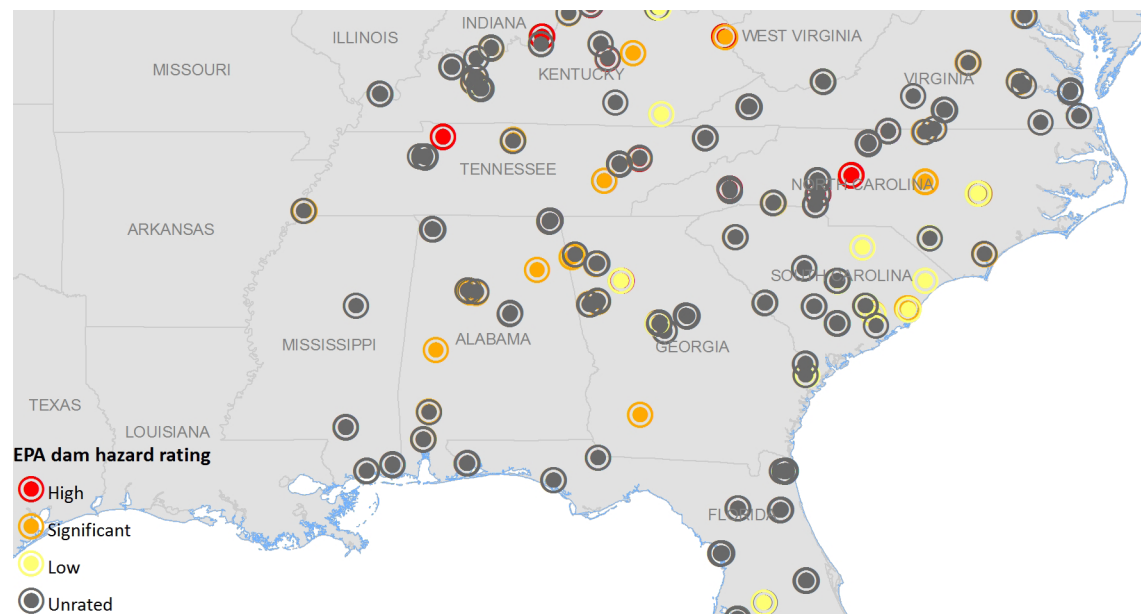 INDIANA
ILLINOIS
WEST VIRGINIA
MISSOURI
KENTUCKY
VIRGINIA
TENNESSEE
NORTH CAROLINA
ARKANSAS
SOUTH CAROLINA
MISSISSIPPI
ALABAMA
GEORGIA
TEXAS
LOUISIANA
EPA dam hazard rating
High
FLORIDA
Significant
Low
Unrated